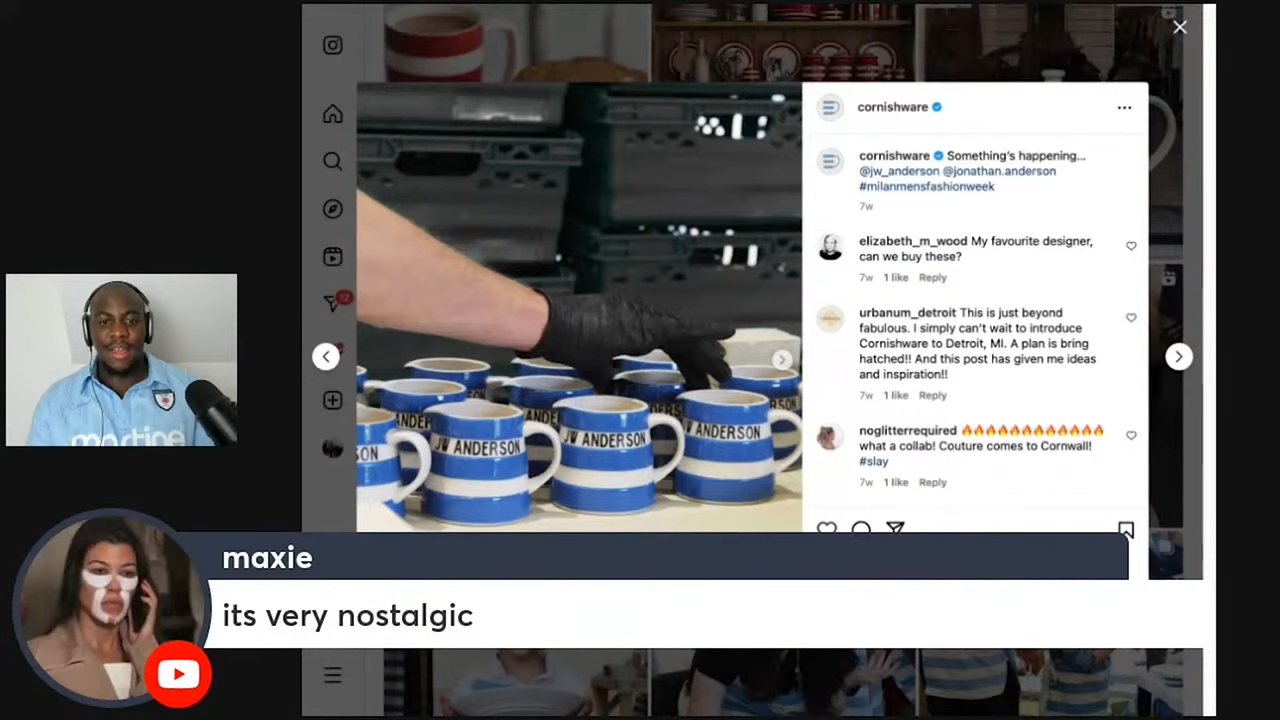 cornishware
cornishware Something's happening...
@jw_anderson @jonathan.anderson
#milanmensfashionweek
7w
elizabeth_m_wood My favourite designer,
can we buy these?
7w 1 like Reply
urbanum_detroit This is just beyond
fabulous. I simply can't wait to introduce
Cornishware to Detroit, MI. A plan is bring
hatched!! And this post has given me ideas
and inspiration!!
7w 1 like Reply
noglitterrequired 🔥🔥🔥🔥🔥🔥🔥🔥🔥🔥🔥🔥
what a collab! Couture comes to Cornwall!
#slay
7w 1 like Reply
12
JW ANDERSON
JW ANDERSON
W ANDERSON
SON
martine
maxie
its very nostalgic